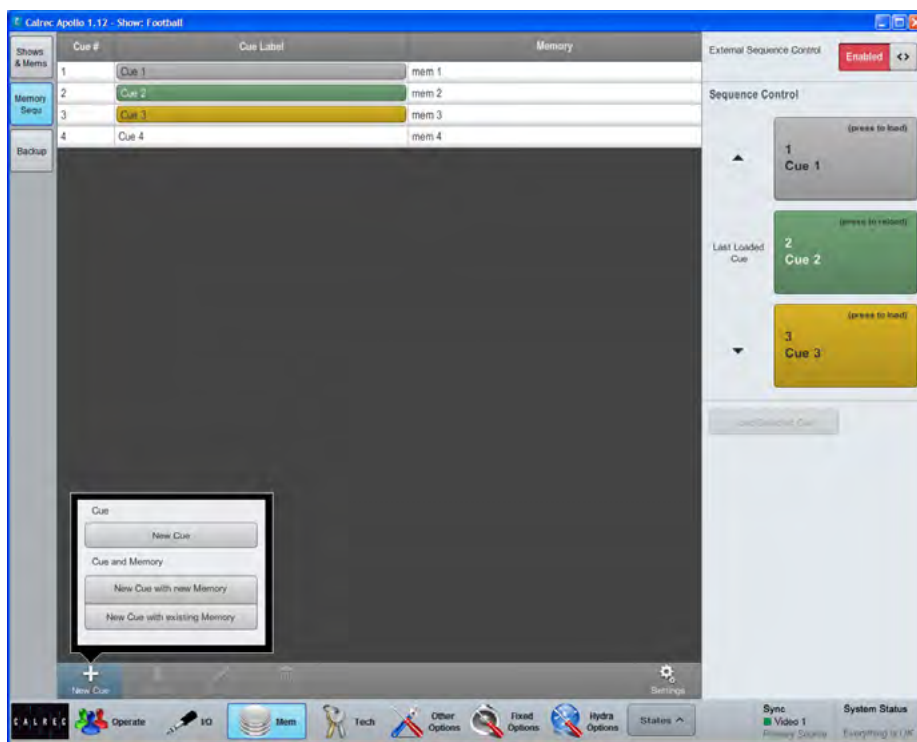 Calrec Apollo 1.12 - Show: Football
Shows & Mems
Memory Sequ
Backup
Cue # Cue Label Memory
1 Cue 1 mem 1
2 Cue 2 mem 2
3 Cue 3 mem 3
4 Cue 4 mem 4
External Sequence Control Enabled <>
Sequence Control
(press to load)
1
Cue 1
Last Loaded Cue
(press to reload)
2
Cue 2
(press to load)
3
Cue 3
Load Selected Cue
Cue
New Cue
Cue and Memory
New Cue with new Memory
New Cue with existing Memory
New Cue
Settings
CALREC
Operate
I/O
Mem
Tech
Other Options
Fixed Options
Hydra Options
Status
Sync
Video 1
Primary Source
System Status
Everything is OK